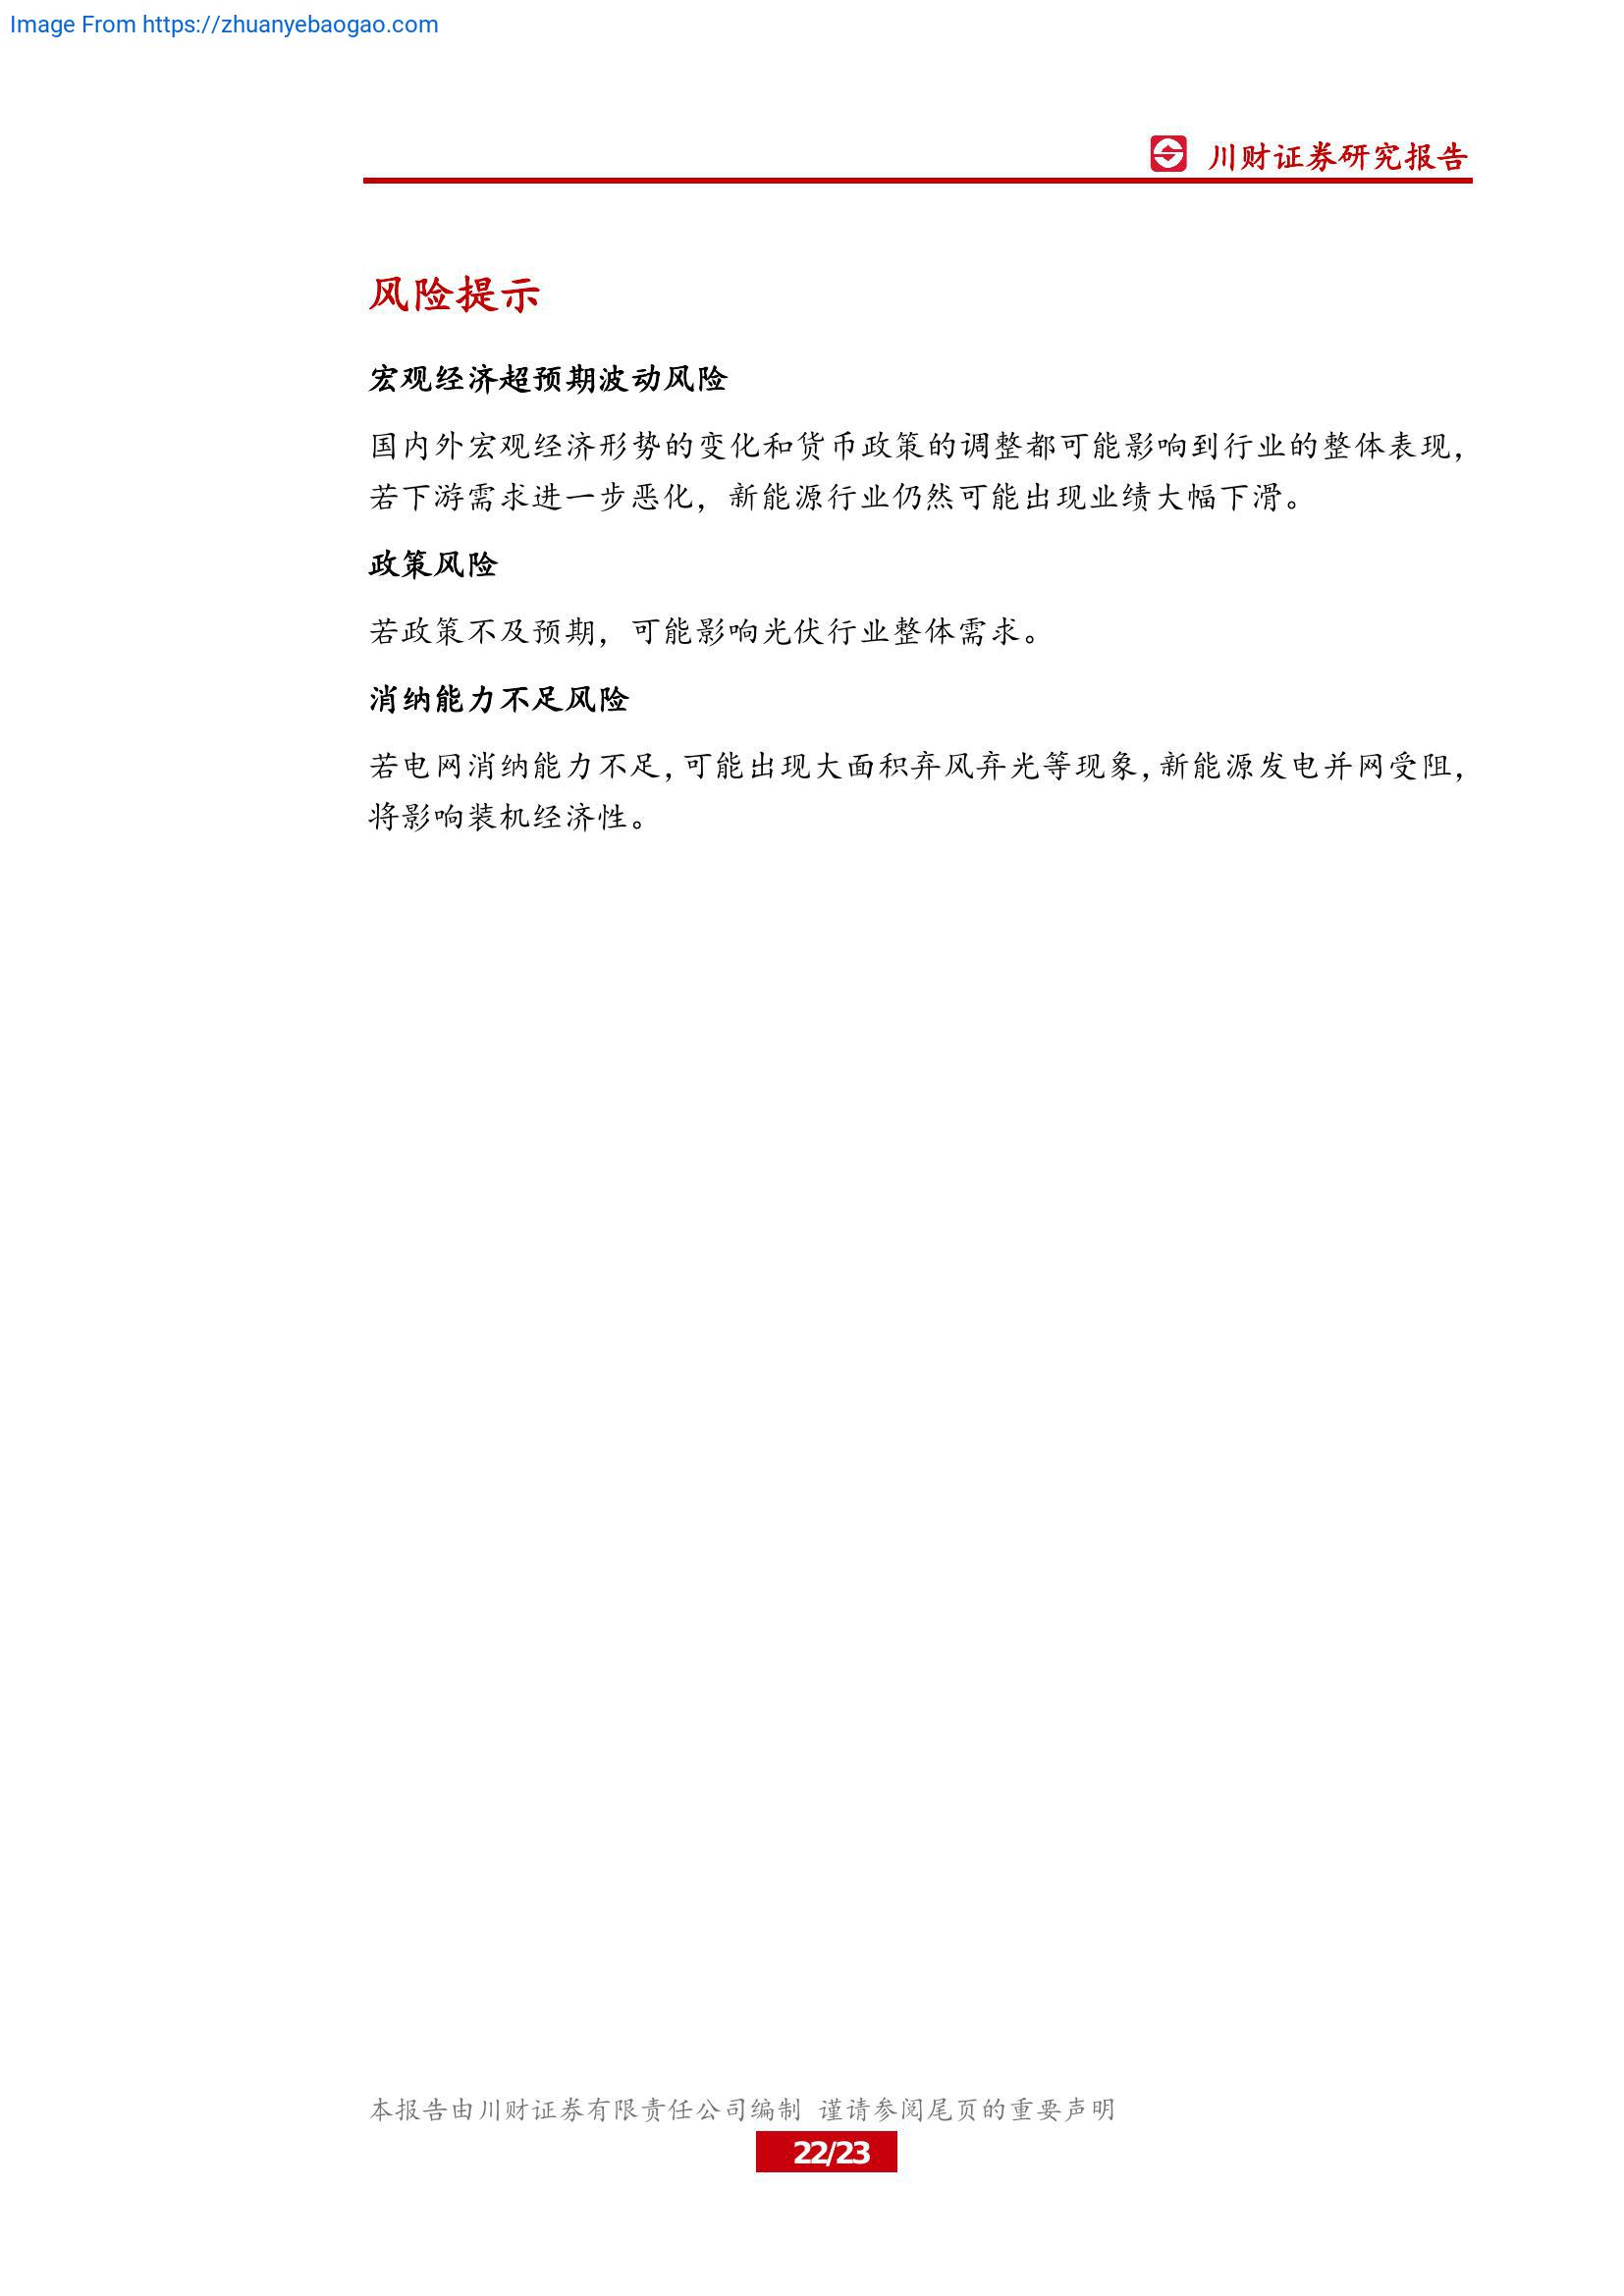 Image From https://zhuanyebaogao.com
川财证券研究报告
风险提示
宏观经济超预期波动风险
国内外宏观经济形势的变化和货币政策的调整都可能影响到行业的整体表现，
若下游需求进一步恶化，新能源行业仍然可能出现业绩大幅下滑。
政策风险
若政策不及预期，可能影响光伏行业整体需求。
消纳能力不足风险
若电网消纳能力不足，可能出现大面积弃风弃光等现象，新能源发电并网受阻，
将影响装机经济性。
本报告由川财证券有限责任公司编制 谨请参阅尾页的重要声明
22/23